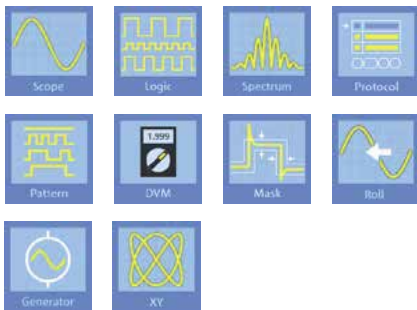 Scope Logic Spectrum Protocol
1.999
Pattern DVM Mask Roll
Generator XY